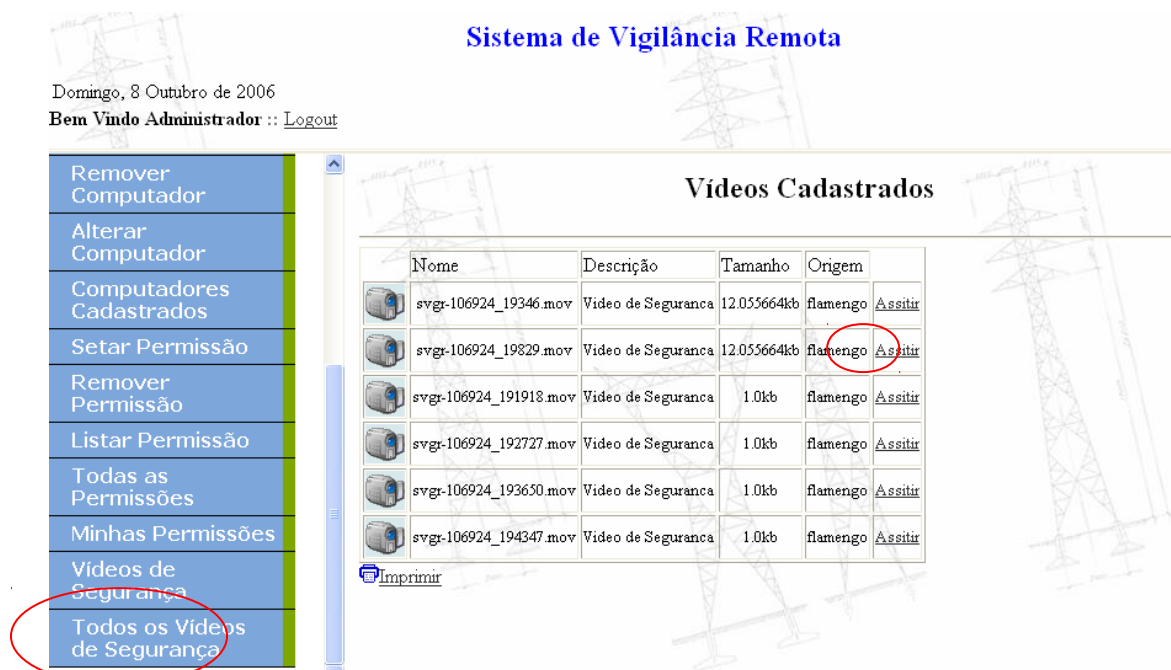 Sistema de Vigilância Remota
Domingo, 8 Outubro de 2006
Bem Vindo Administrador :: Logout
Remover
Computador
Alterar
Computador
Computadores
Cadastrados
Setar Permissão
Remover
Permissão
Listar Permissão
Todas as
Permissões
Minhas Permissões
Vídeos de
Segurança
Todos os Vídeos
de Segurança
Vídeos Cadastrados
Nome Descrição Tamanho Origem
svgr-106924_19346.mov Video de Seguranca 12.055664kb flamengo Assitir
svgr-106924_19829.mov Video de Seguranca 12.055664kb flamengo Assitir
svgr-106924_191918.mov Video de Seguranca 1.0kb flamengo Assitir
svgr-106924_192727.mov Video de Seguranca 1.0kb flamengo Assitir
svgr-106924_193650.mov Video de Seguranca 1.0kb flamengo Assitir
svgr-106924_194347.mov Video de Seguranca 1.0kb flamengo Assitir
Imprimir